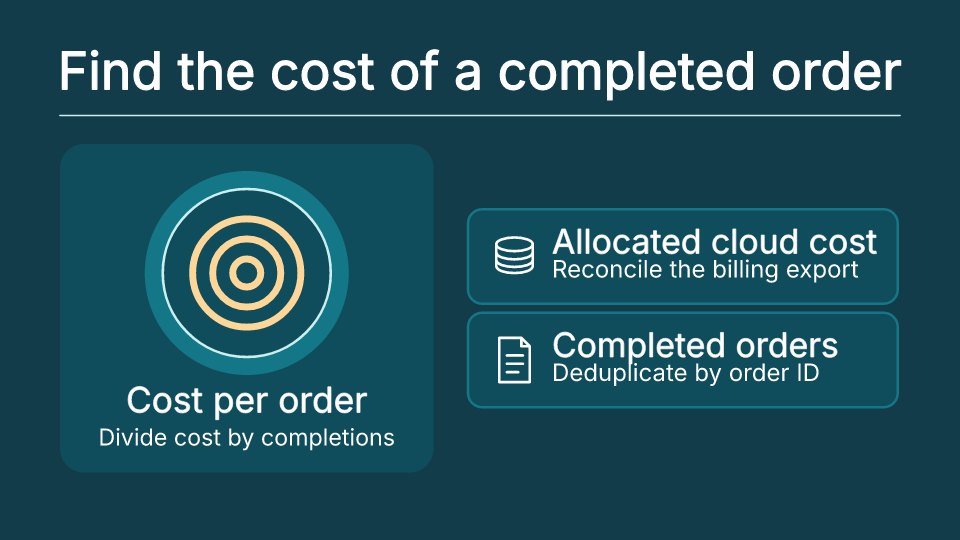 Find the cost of a completed order
Cost per order
Divide cost by completions
Allocated cloud cost
Reconcile the billing export
Completed orders
Deduplicate by order ID